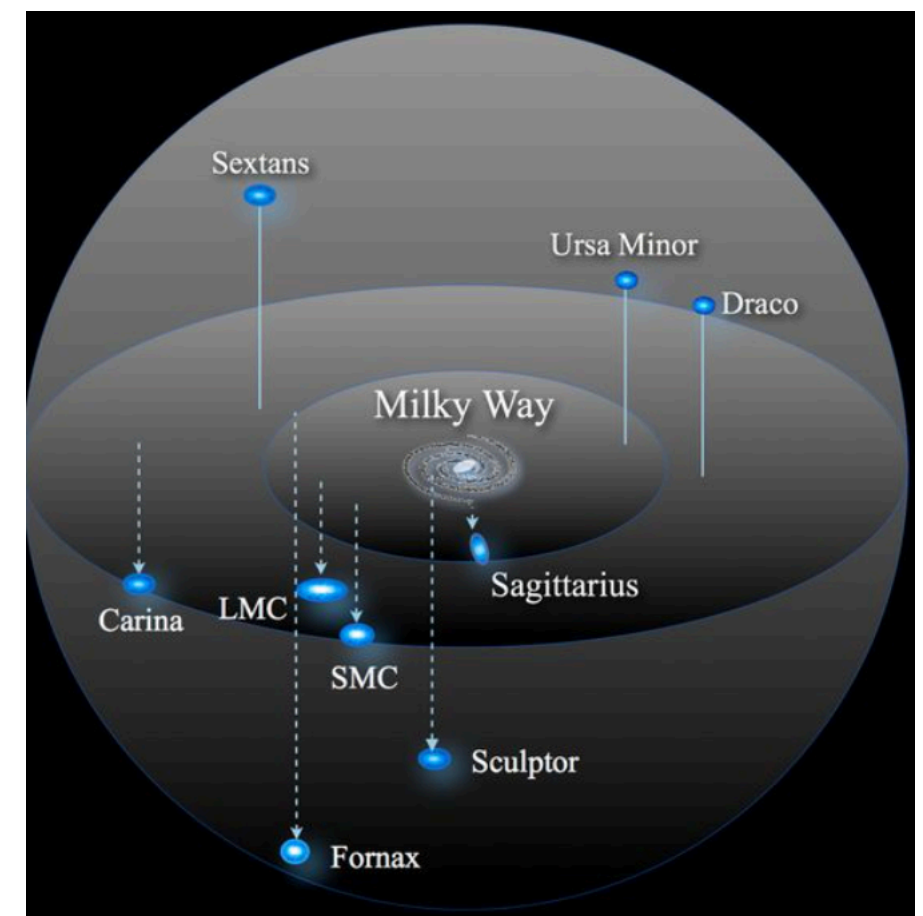 Sextans
Ursa Minor
Draco
Milky Way
Sagittarius
LMC
Carina
SMC
Sculptor
Fornax